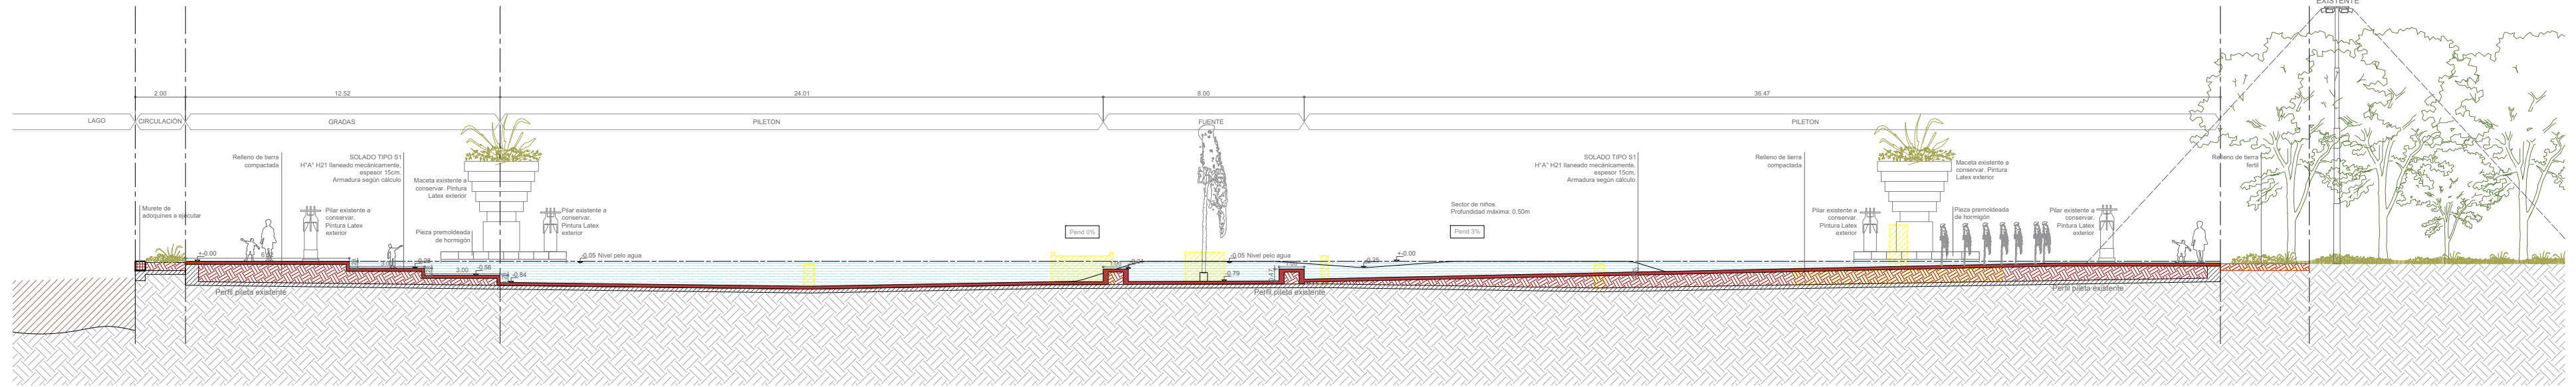 EXISTENTE
2.00
12.52
24.01
8.00
36.47
LAGO
CIRCULACIÓN
GRADAS
PILETON
FUENTE
PILETON
Relleno de tierra
compactada
SOLADO TIPO S1
H°A° H21 llaneado mecánicamente,
espesor 15cm.
Armadura según cálculo
Maceta existente a
conservar. Pintura
Latex exterior
Murete de
adoquines a ejecutar
Pilar existente a
conservar.
Pintura Latex
exterior
Pieza premoldeada
de hormigón
Pilar existente a
conservar.
Pintura Latex
exterior
SOLADO TIPO S1
H°A° H21 llaneado mecánicamente,
espesor 15cm.
Armadura según cálculo
Relleno de tierra
compactada
Maceta existente a
conservar. Pintura
Latex exterior
Relleno de tierra
fertil
Sector de niños.
Profundidad máxima: 0.50m
Pilar existente a
conservar.
Pintura Latex
exterior
Pieza premoldeada
de hormigón
Pilar existente a
conservar.
Pintura Latex
exterior
Pend 0%
Pend 3%
+-0.00
-0.28
3.00
-0.56
-0.84
-0.05 Nivel pelo agua
-0.05 Nivel pelo agua
-0.79
0.47
-0.25
+-0.00
Perfil pileta existente
Perfil pileta existente
Perfil pileta existente